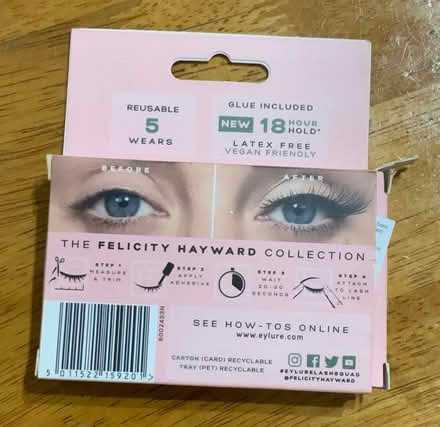 REUSABLE
5
WEARS
GLUE INCLUDED
NEW 18 HOUR HOLD*
LATEX FREE
VEGAN FRIENDLY
BEFORE
AFTER
THE FELICITY HAYWARD COLLECTION
STEP 1
MEASURE
& TRIM
STEP 2
APPLY
ADHESIVE
STEP 3
WAIT
20-30
SECONDS
STEP 4
ATTACH
TO LASH
LINE
6002433N
5 011522 159201 >
SEE HOW-TOS ONLINE
www.eylure.com
CARTON (CARD) RECYCLABLE
TRAY (PET) RECYCLABLE
#EYLURELASHSQUAD
@FELICITYHAYWARD